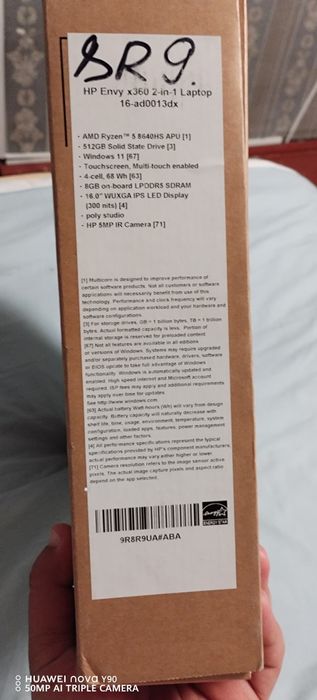 SR9.
HP Envy x360 2-in-1 Laptop
16-ad0013dx
- AMD Ryzen™ 5 8640HS APU [1]
- 512GB Solid State Drive [3]
- Windows 11 [67]
- Touchscreen, Multi-touch enabled
- 4-cell, 68 Wh [63]
- 8GB on-board LPDDR5 SDRAM
- 16.0" WUXGA IPS LED Display
(300 nits) [4]
- poly studio
- HP 5MP IR Camera [71]
[1] Multicore is designed to improve performance of
certain software products. Not all customers or software
applications will necessarily benefit from use of this
technology. Performance and clock frequency will vary
depending on application workload and your hardware and
software configurations.
[3] For storage drives, GB = 1 billion bytes. TB = 1 trillion
bytes. Actual formatted capacity is less. Portion of
internal storage is reserved for preloaded content.
[67] Not all features are available in all editions
or versions of Windows. Systems may require upgraded
and/or separately purchased hardware, drivers, software
or BIOS update to take full advantage of Windows
functionality. Windows is automatically updated and
enabled. High speed internet and Microsoft account
required. ISP fees may apply and additional requirements
may apply over time for updates.
See http://www.windows.com.
[63] Actual battery Watt-hours (Wh) will vary from design
capacity. Battery capacity will naturally decrease with
shelf life, time, usage, environment, temperature, system
configuration, loaded apps, features, power management
settings and other factors.
[4] All performance specifications represent the typical
specifications provided by HP's component manufacturers;
actual performance may vary either higher or lower.
[71] Camera resolution refers to the image sensor active
pixels. The actual image capture pixels and aspect ratio
depend on the app selected.
ENERGY STAR
9R8R9UA#ABA
HUAWEI nova Y90
50MP AI TRIPLE CAMERA